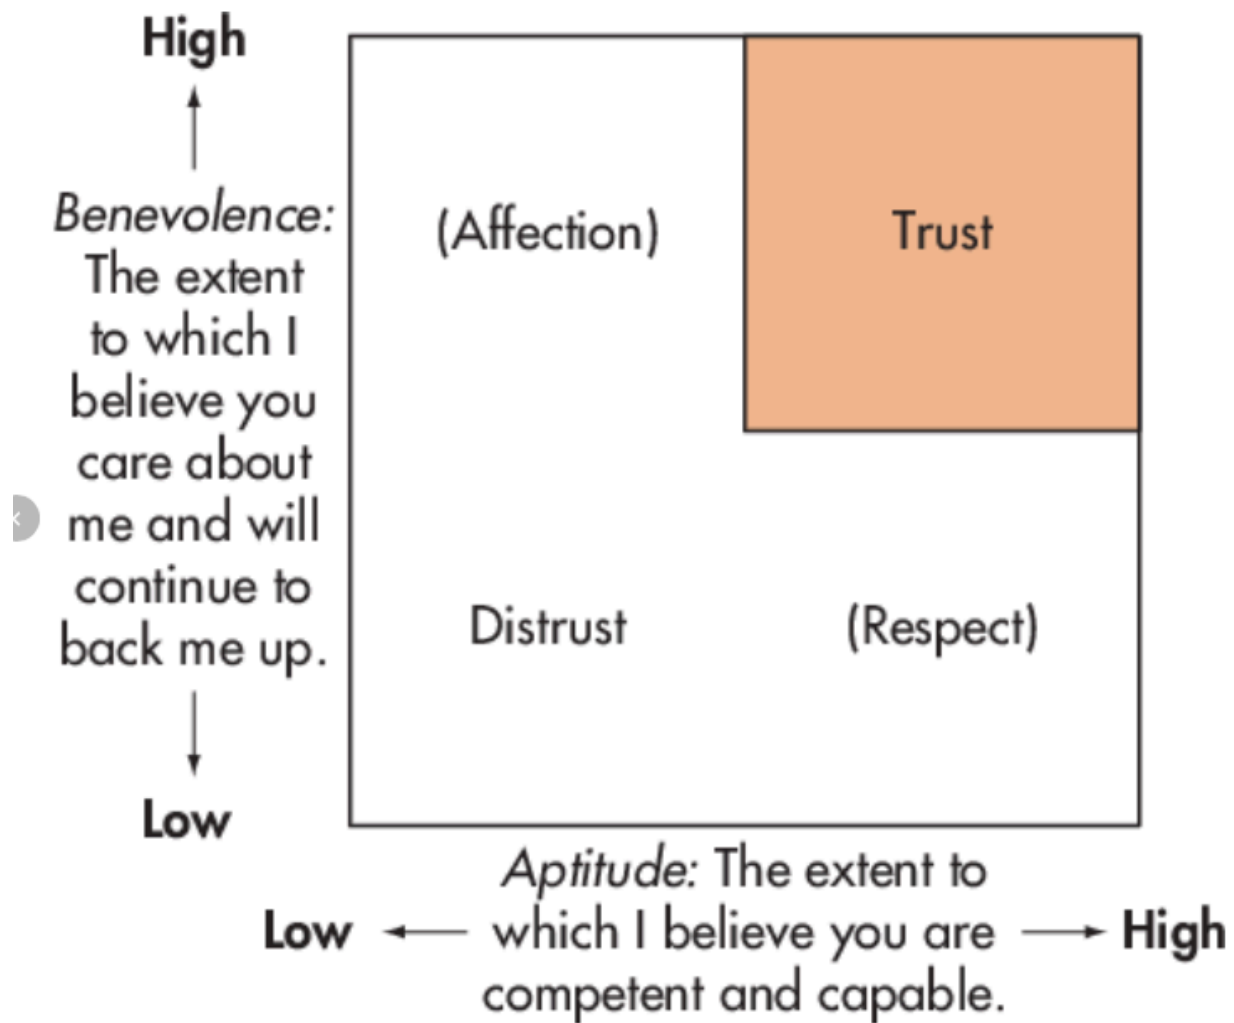 High
Benevolence:
The extent
to which I
believe you
care about
me and will
continue to
back me up.
Low
(Affection)
Trust
Distrust
(Respect)
Aptitude: The extent to
Low which I believe you are High
competent and capable.